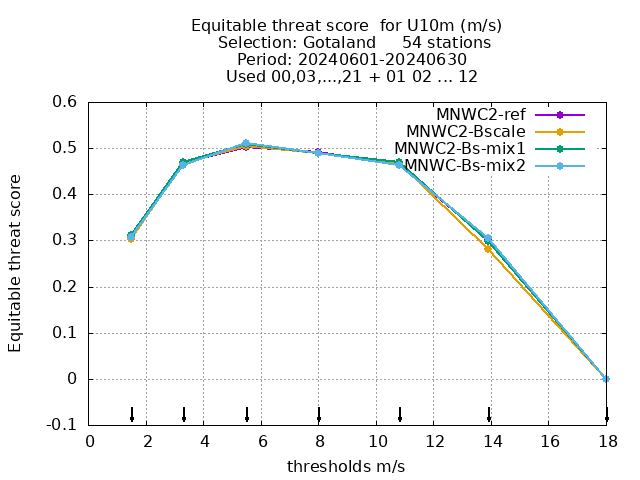 Equitable threat score  for U10m (m/s)
Selection: Gotaland     54 stations
Period: 20240601-20240630
Used 00,03,...,21 + 01 02 ... 12
MNWC2-ref
MNWC2-Bscale
MNWC2-Bs-mix1
MNWC-Bs-mix2
Equitable threat score
0.6
0.5
0.4
0.3
0.2
0.1
0
-0.1
0 2 4 6 8 10 12 14 16 18
thresholds m/s